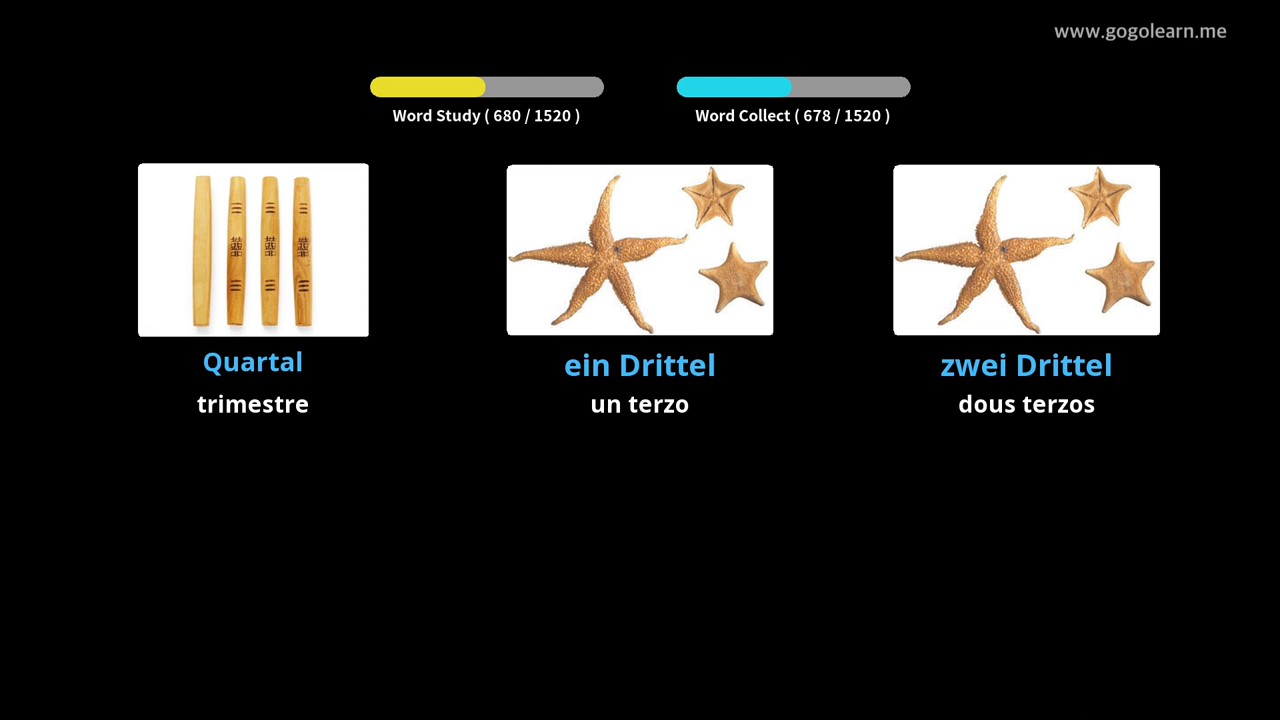 www.gogolearn.me
Word Study ( 680 / 1520 )
Word Collect ( 678 / 1520 )
Quartal
trimestre
ein Drittel
un terzo
zwei Drittel
dous terzos